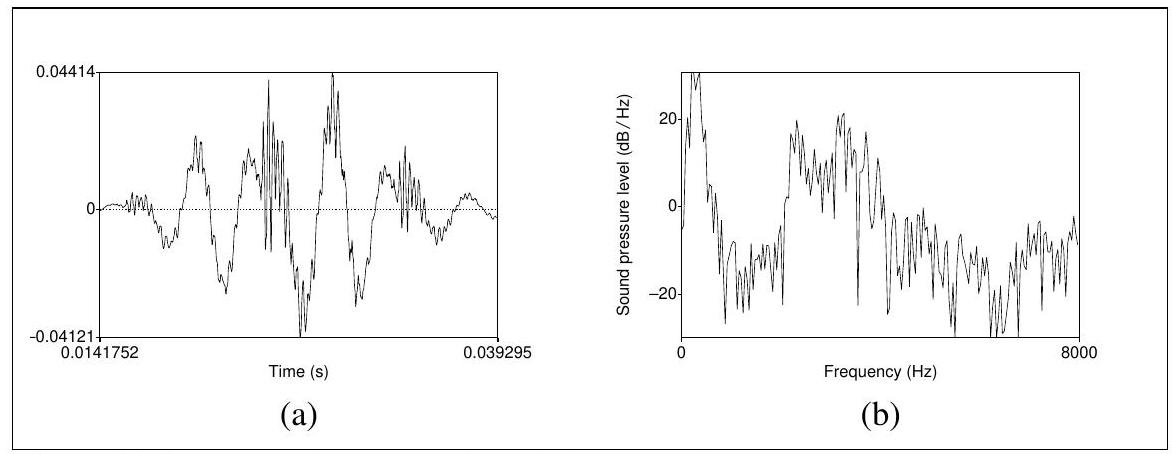 0.04414
0
-0.04121
0.0141752
0.039295
Time (s)
(a)
Sound pressure level (dB / Hz)
20
0
−20
0
8000
Frequency (Hz)
(b)